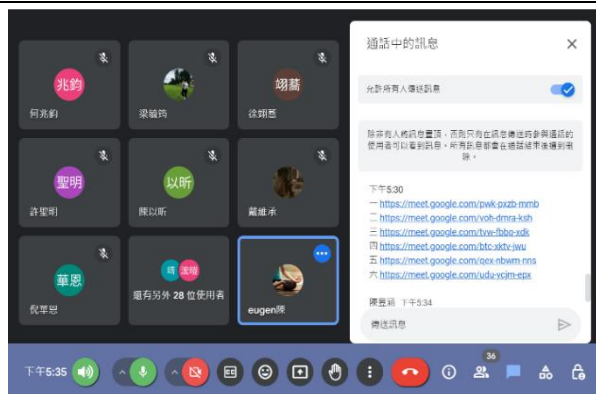 通話中的訊息
允許所有人傳送訊息
除非有人將訊息置頂，否則只有在訊息傳送時參與通話的
使用者可以看到訊息。所有訊息都會在通話結束後遭到刪
除。
下午5:30
一 https://meet.google.com/pwk-pxzb-mmb
二 https://meet.google.com/voh-dmra-ksh
三 https://meet.google.com/tvw-fbbq-xdk
四 https://meet.google.com/btc-xktv-jwu
五 https://meet.google.com/qex-nbwm-nns
六 https://meet.google.com/udu-ycjm-epx
下午5:34
傳送訊息
兆鈞
何兆鈞
梁毓筠
聖明
許聖明
以昕
陳以昕
戴維承
華恩
倪華恩
還有另外 28 位使用者
eugen陳
下午5:35
36